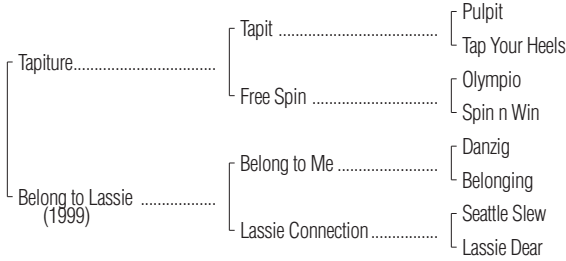 Pulpit
Tapit ...................................
Tap Your Heels
Tapiture................................
Olympio
Free Spin ............................
Spin n Win
Danzig
Belong to Me .......................
Belonging
Belong to Lassie .................
(1999)
Seattle Slew
Lassie Connection...............
Lassie Dear